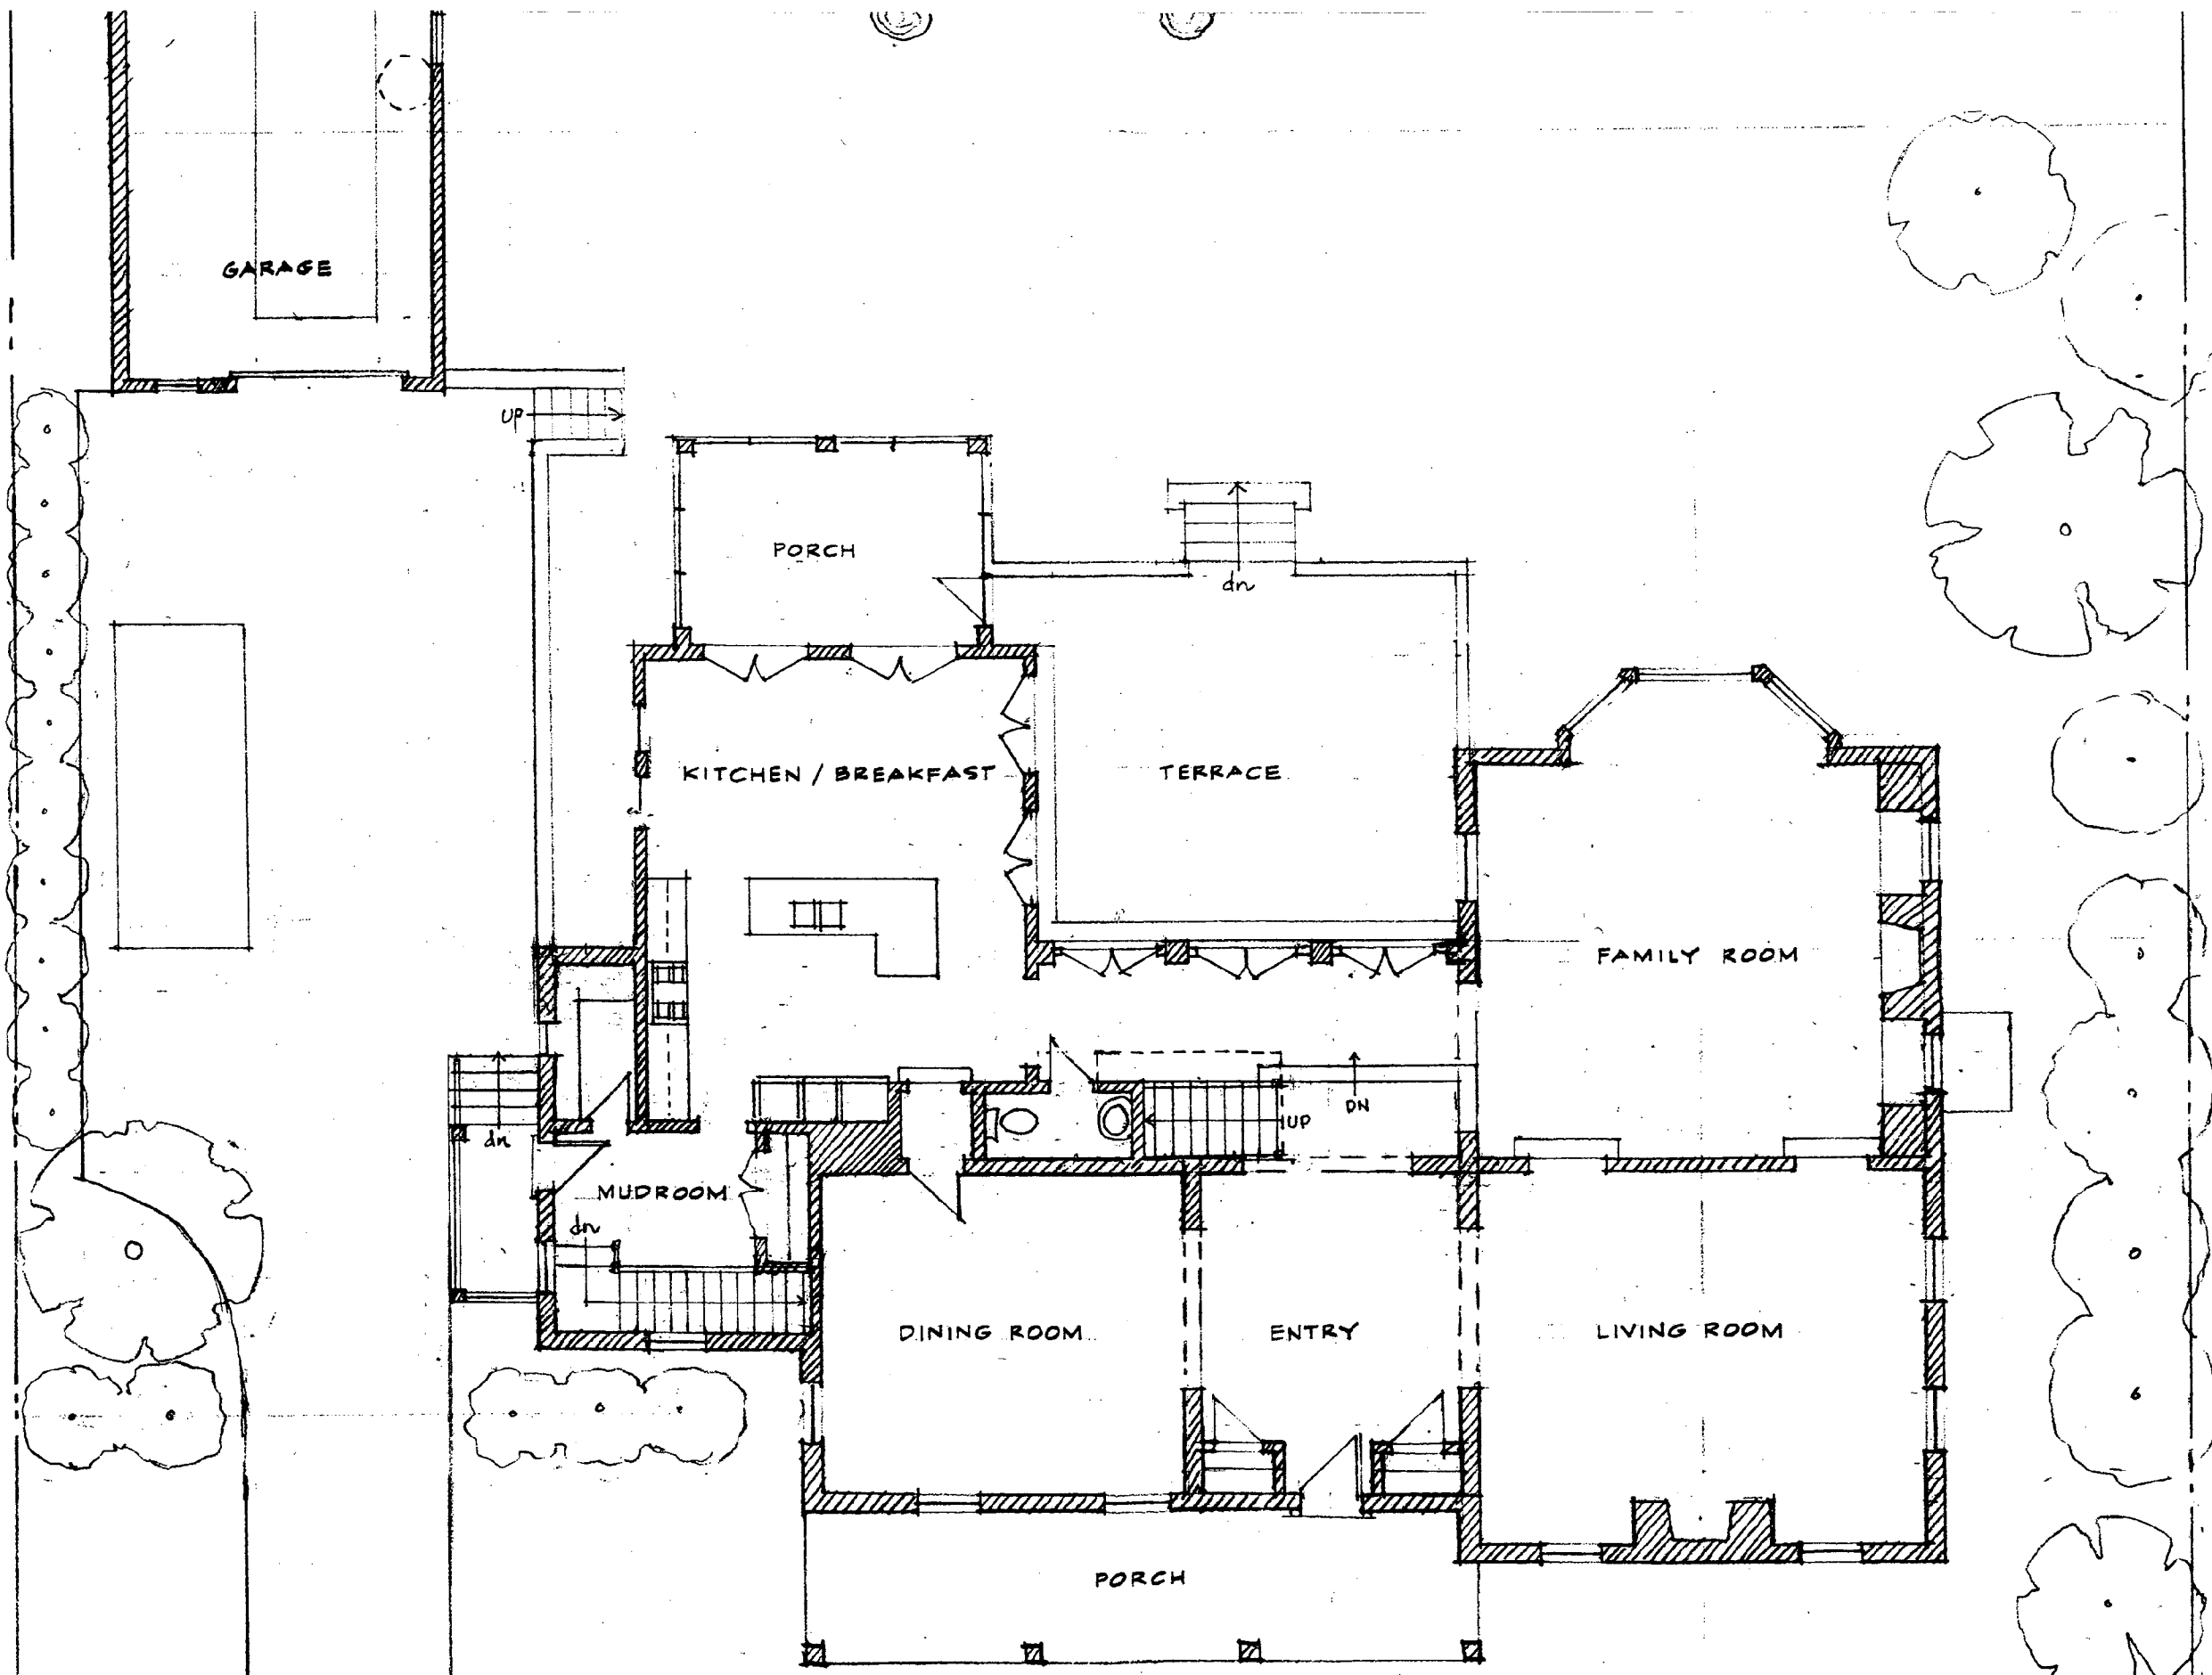 GARAGE
UP
PORCH
dn
KITCHEN / BREAKFAST
TERRACE
FAMILY ROOM
DN
UP
dn
MUDROOM
dn
DINING ROOM
ENTRY
LIVING ROOM
PORCH